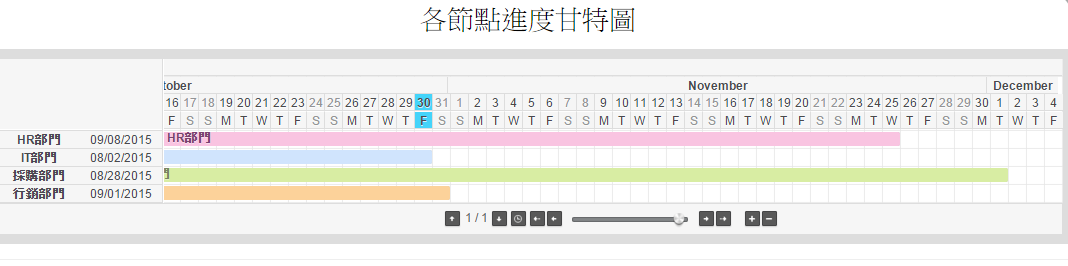 各節點進度甘特圖
tober November December
16 17 18 19 20 21 22 23 24 25 26 27 28 29 30 31 1 2 3 4 5 6 7 8 9 10 11 12 13 14 15 16 17 18 19 20 21 22 23 24 25 26 27 28 29 30 1 2 3 4
F S S M T W T F S S M T W T F S S M T W T F S S M T W T F S S M T W T F S S M T W T F S S M T W T F
HR部門 09/08/2015 HR部門
IT部門 08/02/2015
採購部門 08/28/2015
行銷部門 09/01/2015
1 / 1